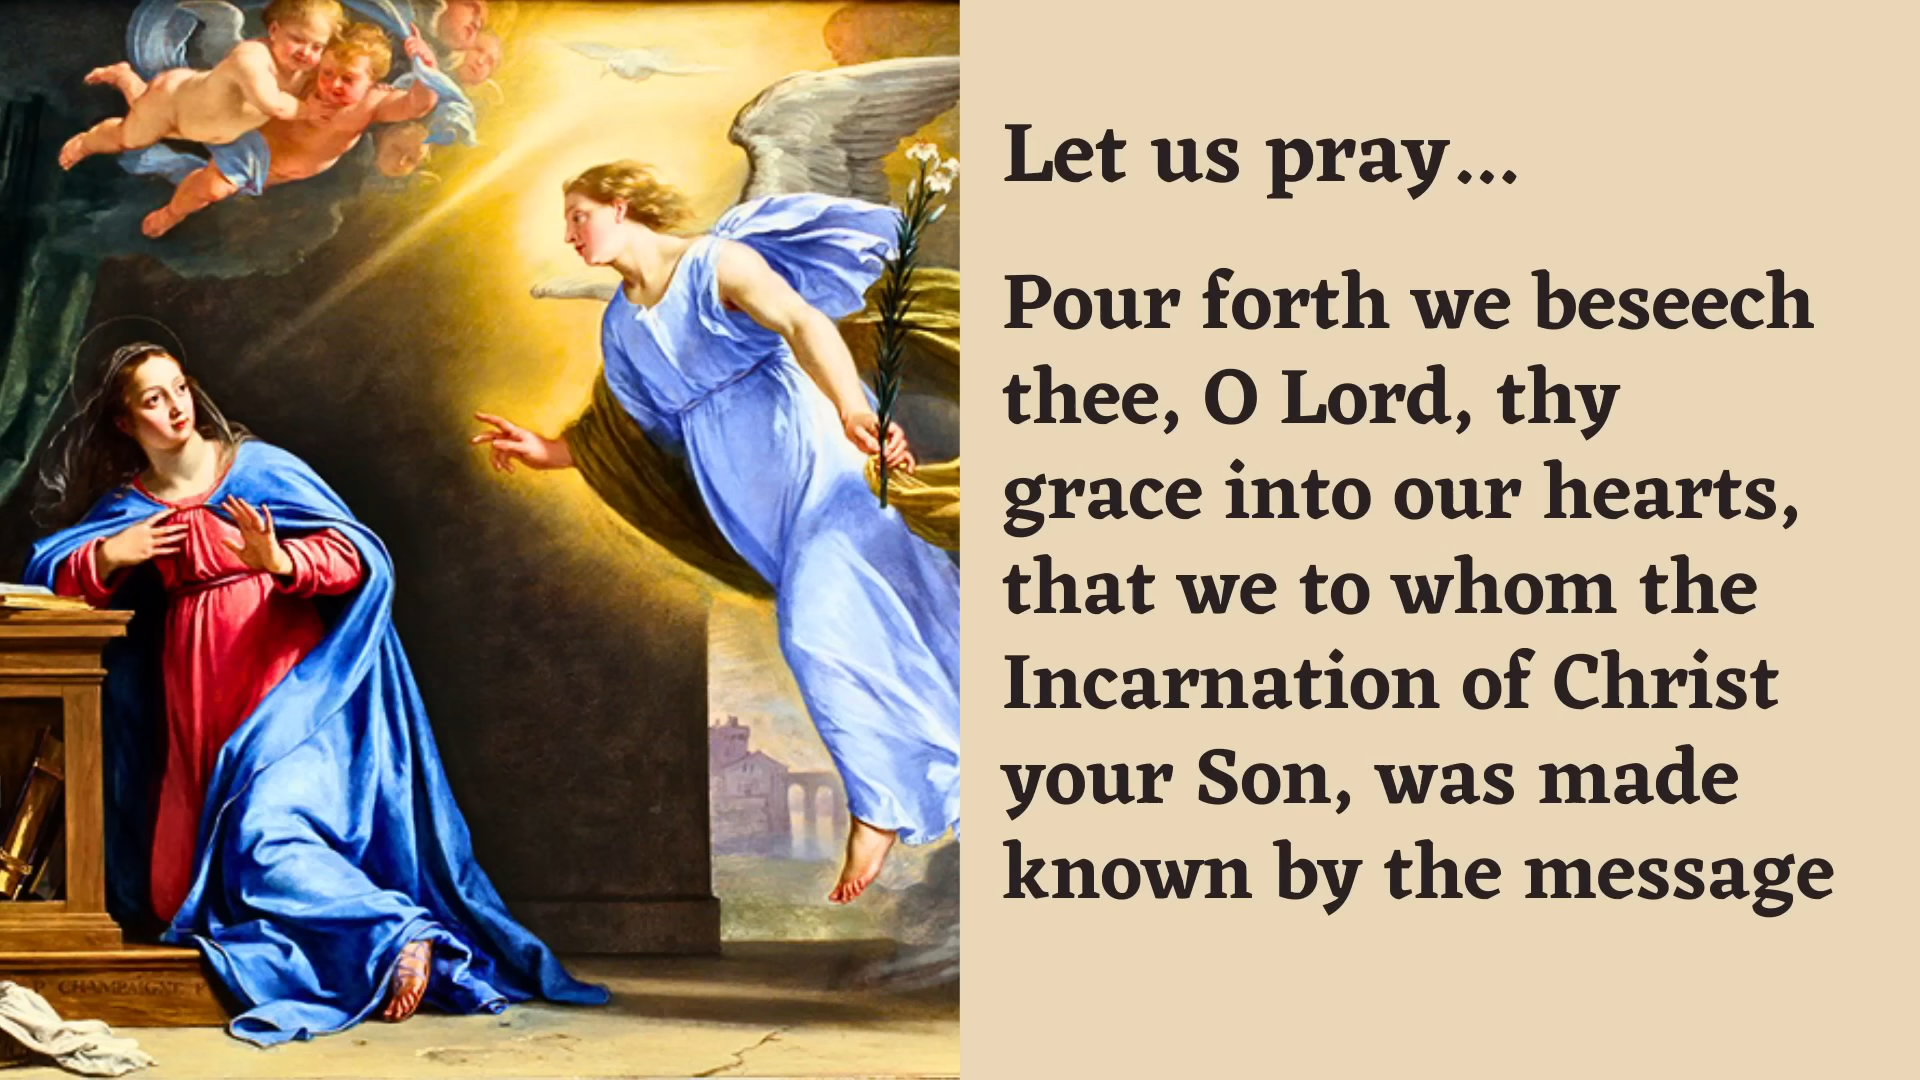 Let us pray...
Pour forth we beseech
thee, O Lord, thy
grace into our hearts,
that we to whom the
Incarnation of Christ
your Son, was made
known by the message
P CHAMPAIGNE F